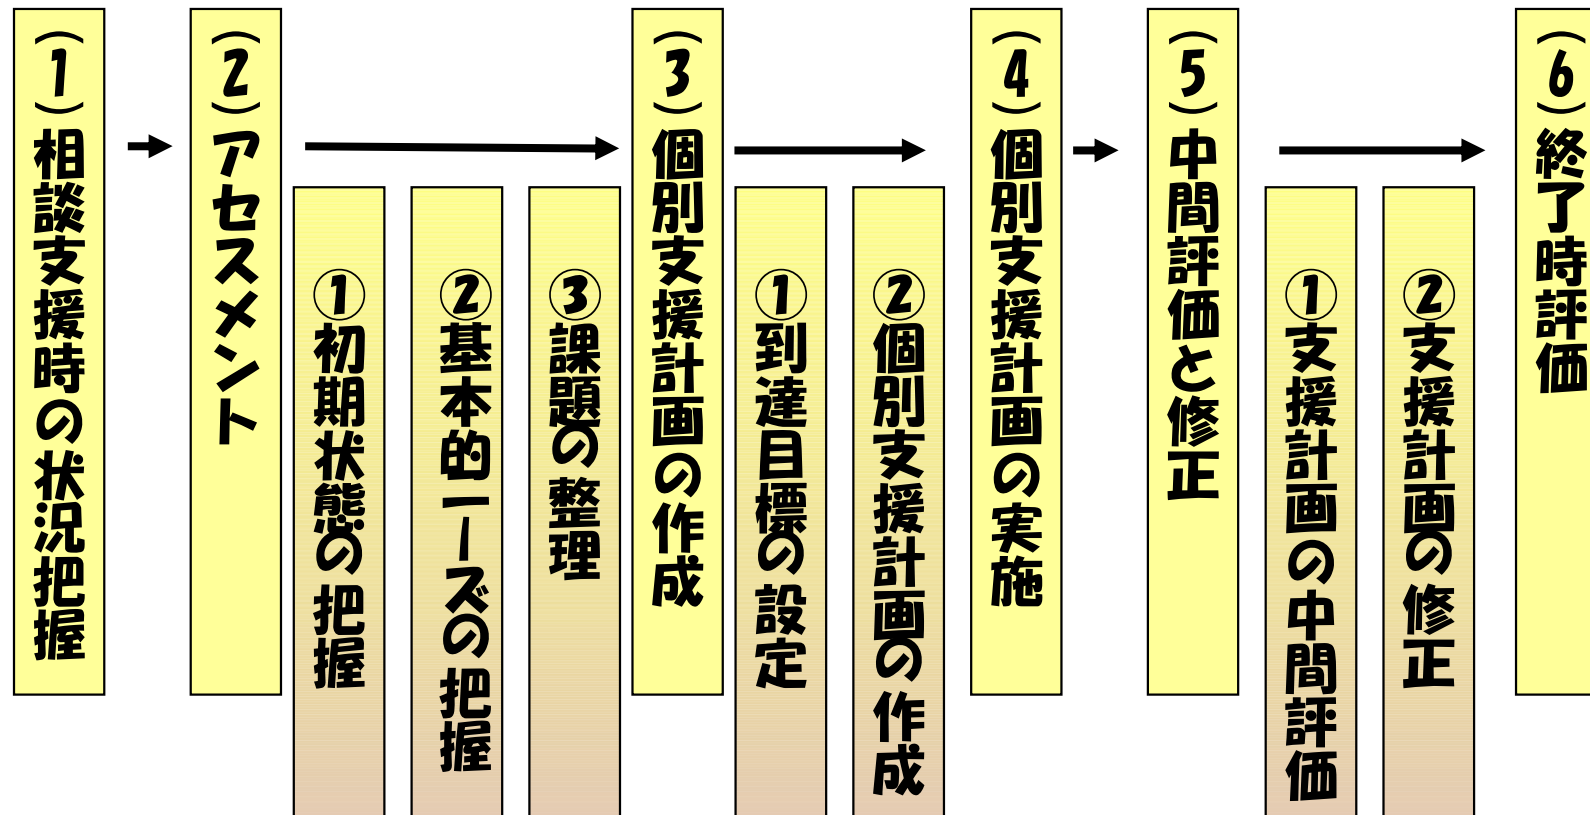 (1)相談支援時の状況把握
(2)アセスメント
①初期状態の把握
②基本的ニーズの把握
③課題の整理
(3)個別支援計画の作成
①到達目標の設定
②個別支援計画の作成
(4)個別支援計画の実施
(5)中間評価と修正
①支援計画の中間評価
②支援計画の修正
(6)終了時評価